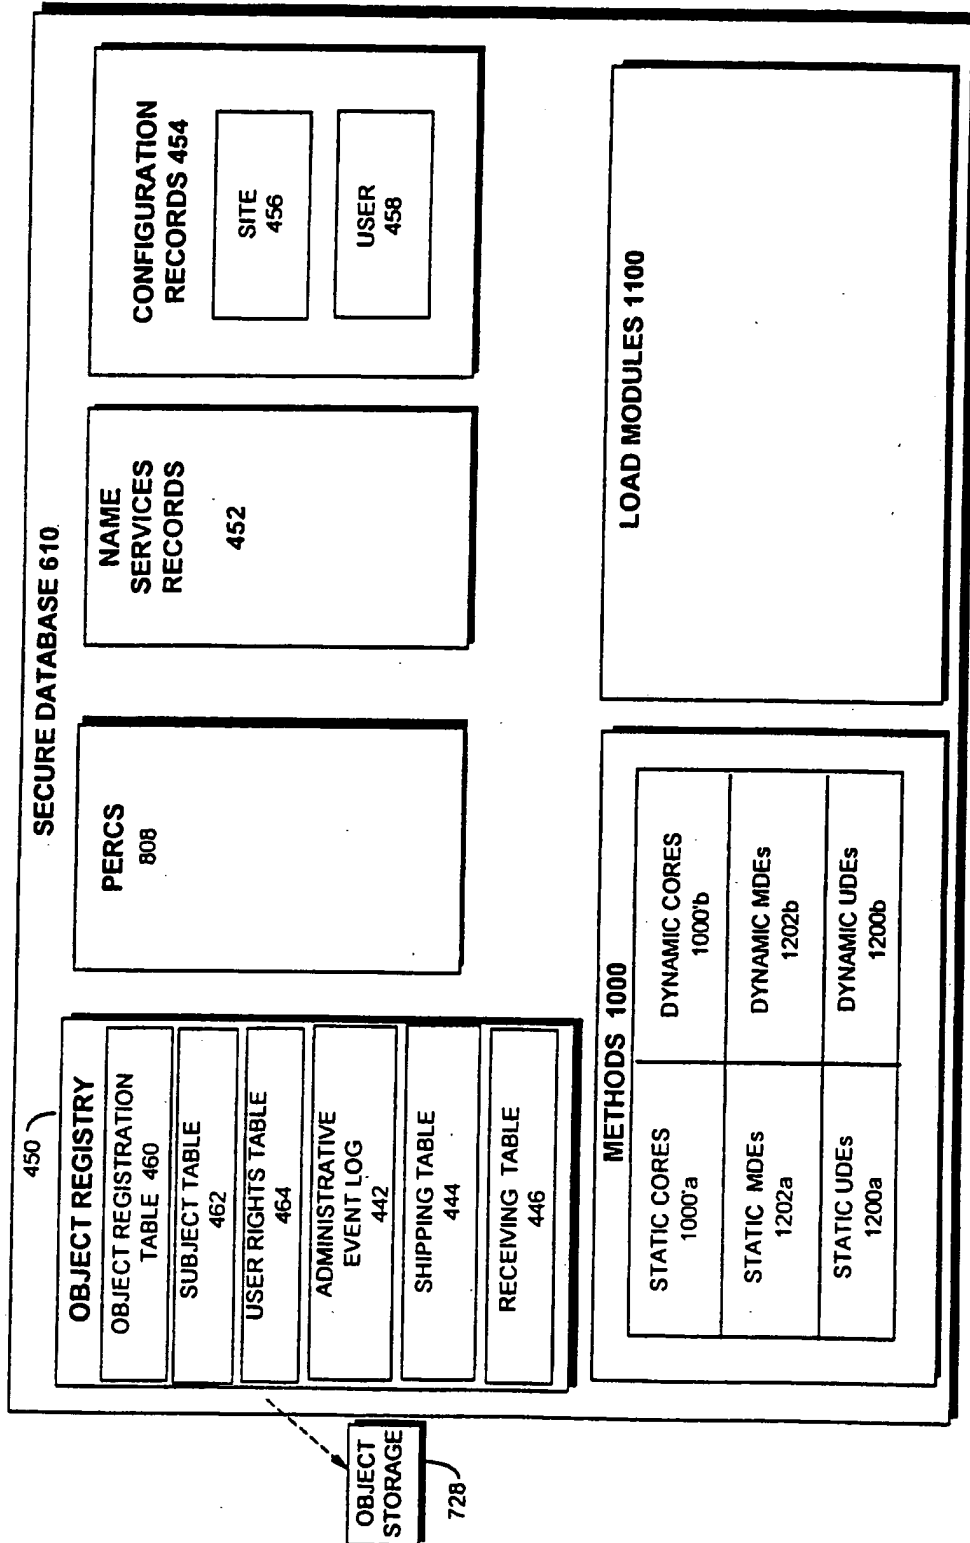 SECURE DATABASE 610
450
OBJECT REGISTRY
OBJECT REGISTRATION
TABLE 460
SUBJECT TABLE
462
USER RIGHTS TABLE
464
ADMINISTRATIVE
EVENT LOG
442
SHIPPING TABLE
444
RECEIVING TABLE
446
OBJECT
STORAGE
728
PERCS
808
NAME
SERVICES
RECORDS
452
CONFIGURATION
RECORDS 454
SITE
456
USER
458
METHODS 1000
STATIC CORES
1000'a
DYNAMIC CORES
1000'b
STATIC MDEs
1202a
DYNAMIC MDEs
1202b
STATIC UDEs
1200a
DYNAMIC UDEs
1200b
LOAD MODULES 1100